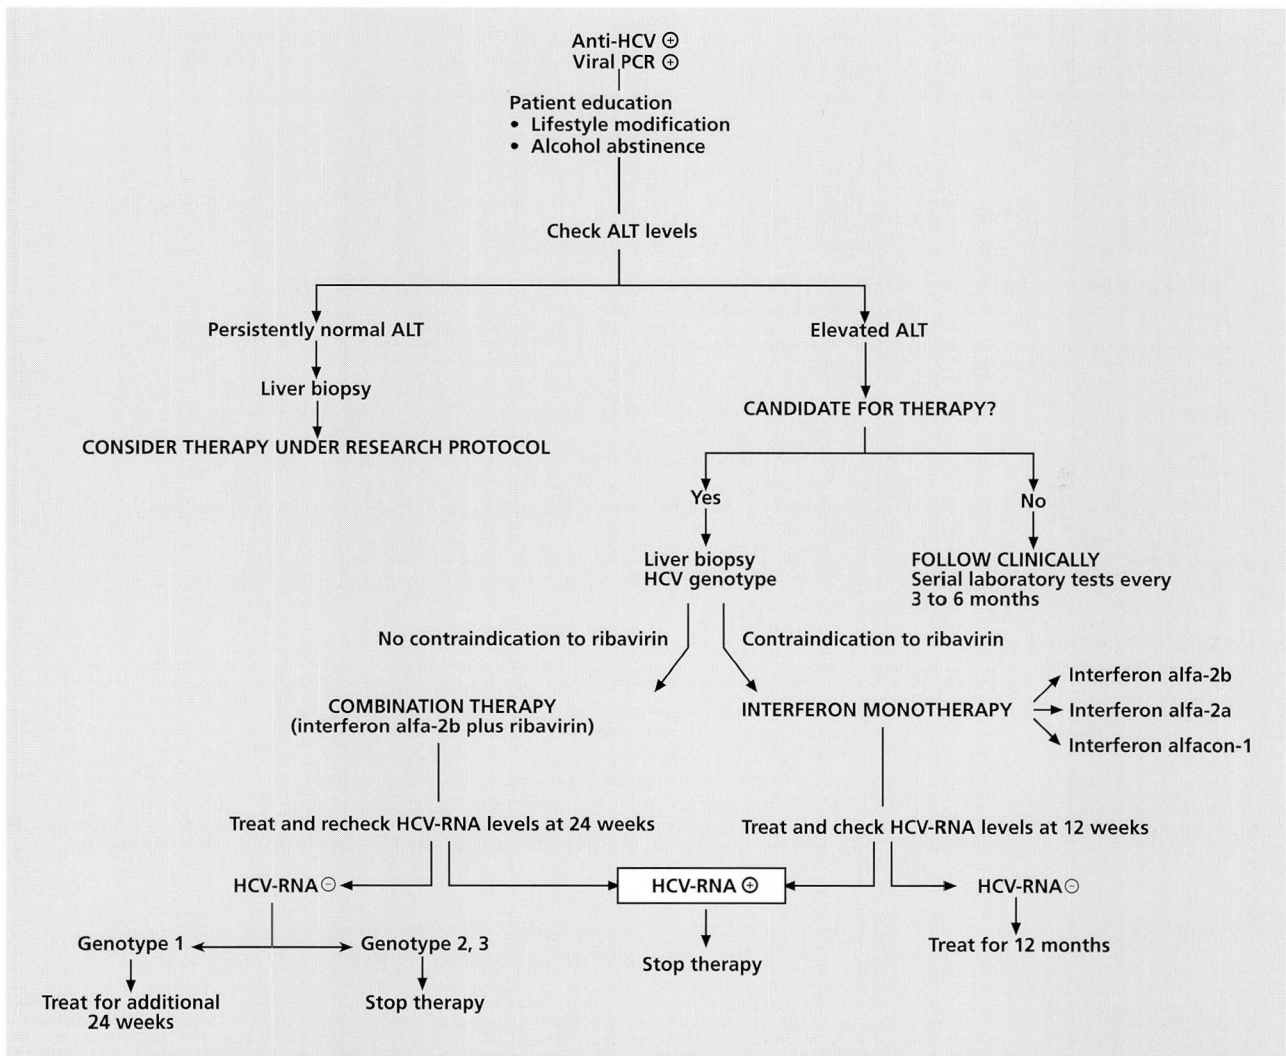 Anti-HCV ⊕
Viral PCR ⊕
Patient education
• Lifestyle modification
• Alcohol abstinence
Check ALT levels
Persistently normal ALT
Elevated ALT
Liver biopsy
CANDIDATE FOR THERAPY?
CONSIDER THERAPY UNDER RESEARCH PROTOCOL
Yes
No
Liver biopsy
HCV genotype
FOLLOW CLINICALLY
Serial laboratory tests every
3 to 6 months
No contraindication to ribavirin
Contraindication to ribavirin
COMBINATION THERAPY
(interferon alfa-2b plus ribavirin)
INTERFERON MONOTHERAPY
Interferon alfa-2b
Interferon alfa-2a
Interferon alfacon-1
Treat and recheck HCV-RNA levels at 24 weeks
Treat and check HCV-RNA levels at 12 weeks
HCV-RNA ⊖
HCV-RNA ⊕
HCV-RNA ⊖
Genotype 1
Genotype 2, 3
Stop therapy
Treat for 12 months
Treat for additional
24 weeks
Stop therapy